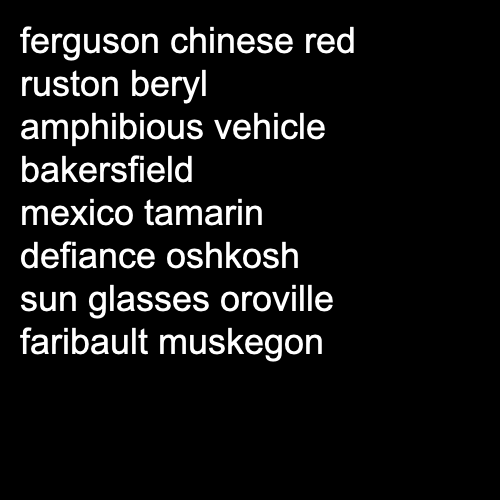 ferguson chinese red
ruston beryl
amphibious vehicle
bakersfield
mexico tamarin
defiance oshkosh
sun glasses oroville
faribault muskegon